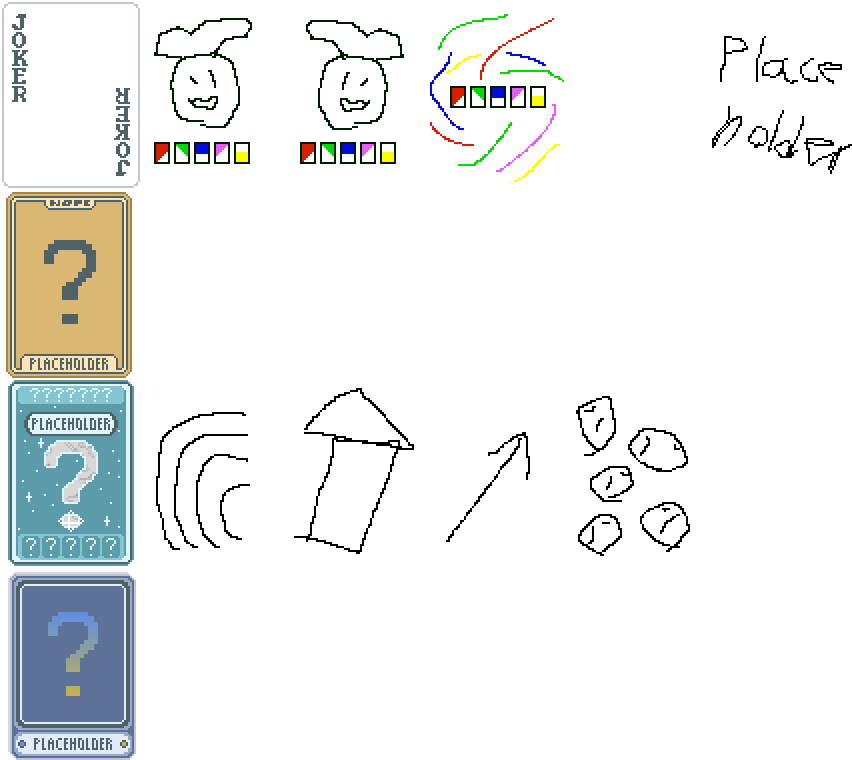 JOKER
JOKER
Place
holder
NOPE
?
PLACEHOLDER
???????
PLACEHOLDER
?
? ? ? ? ?
?
PLACEHOLDER